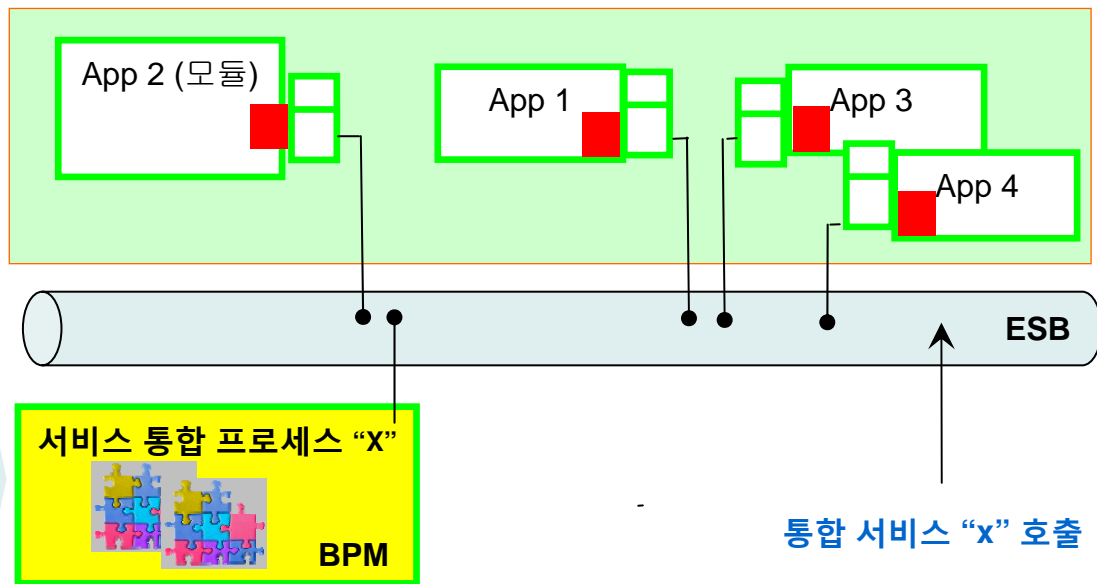 App 2 (모듈)
App 1
App 3
App 4
ESB
서비스 통합 프로세스 “X”
BPM
통합 서비스 “x” 호출